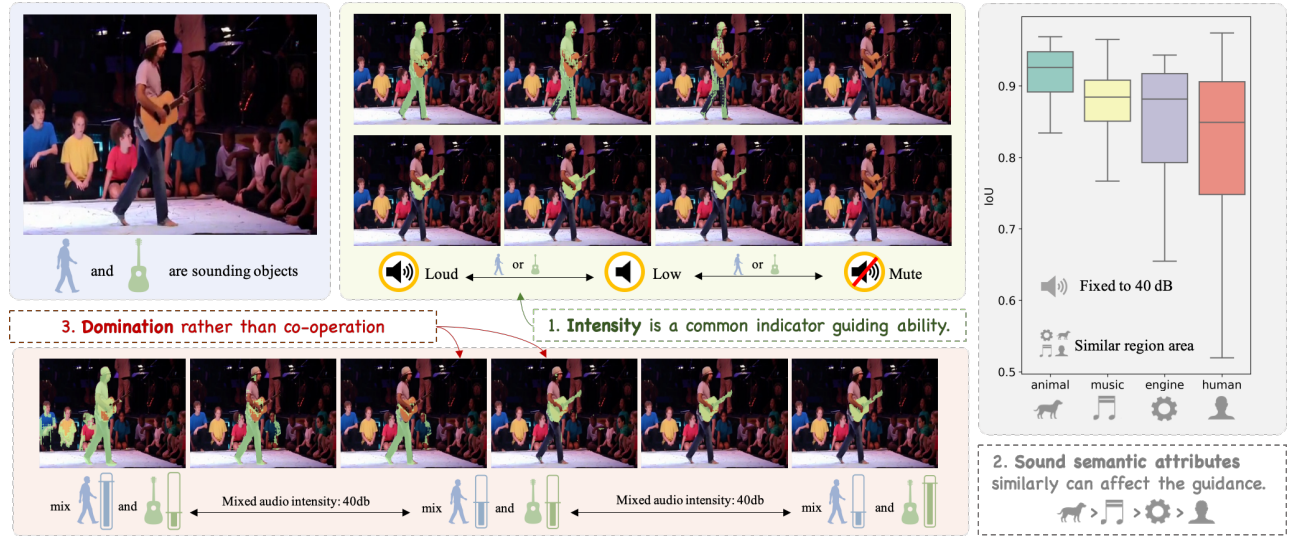 and
are sounding objects
or
or
Loud
Low
Mute
3. Domination rather than co-operation
1. Intensity is a common indicator guiding ability.
mix
and
Mixed audio intensity: 40db
mix
and
Mixed audio intensity: 40db
mix
and
IoU
0.9
0.8
0.7
0.6
0.5
Fixed to 40 dB
Similar region area
animal music engine human
2. Sound semantic attributes
similarly can affect the guidance.
> > >